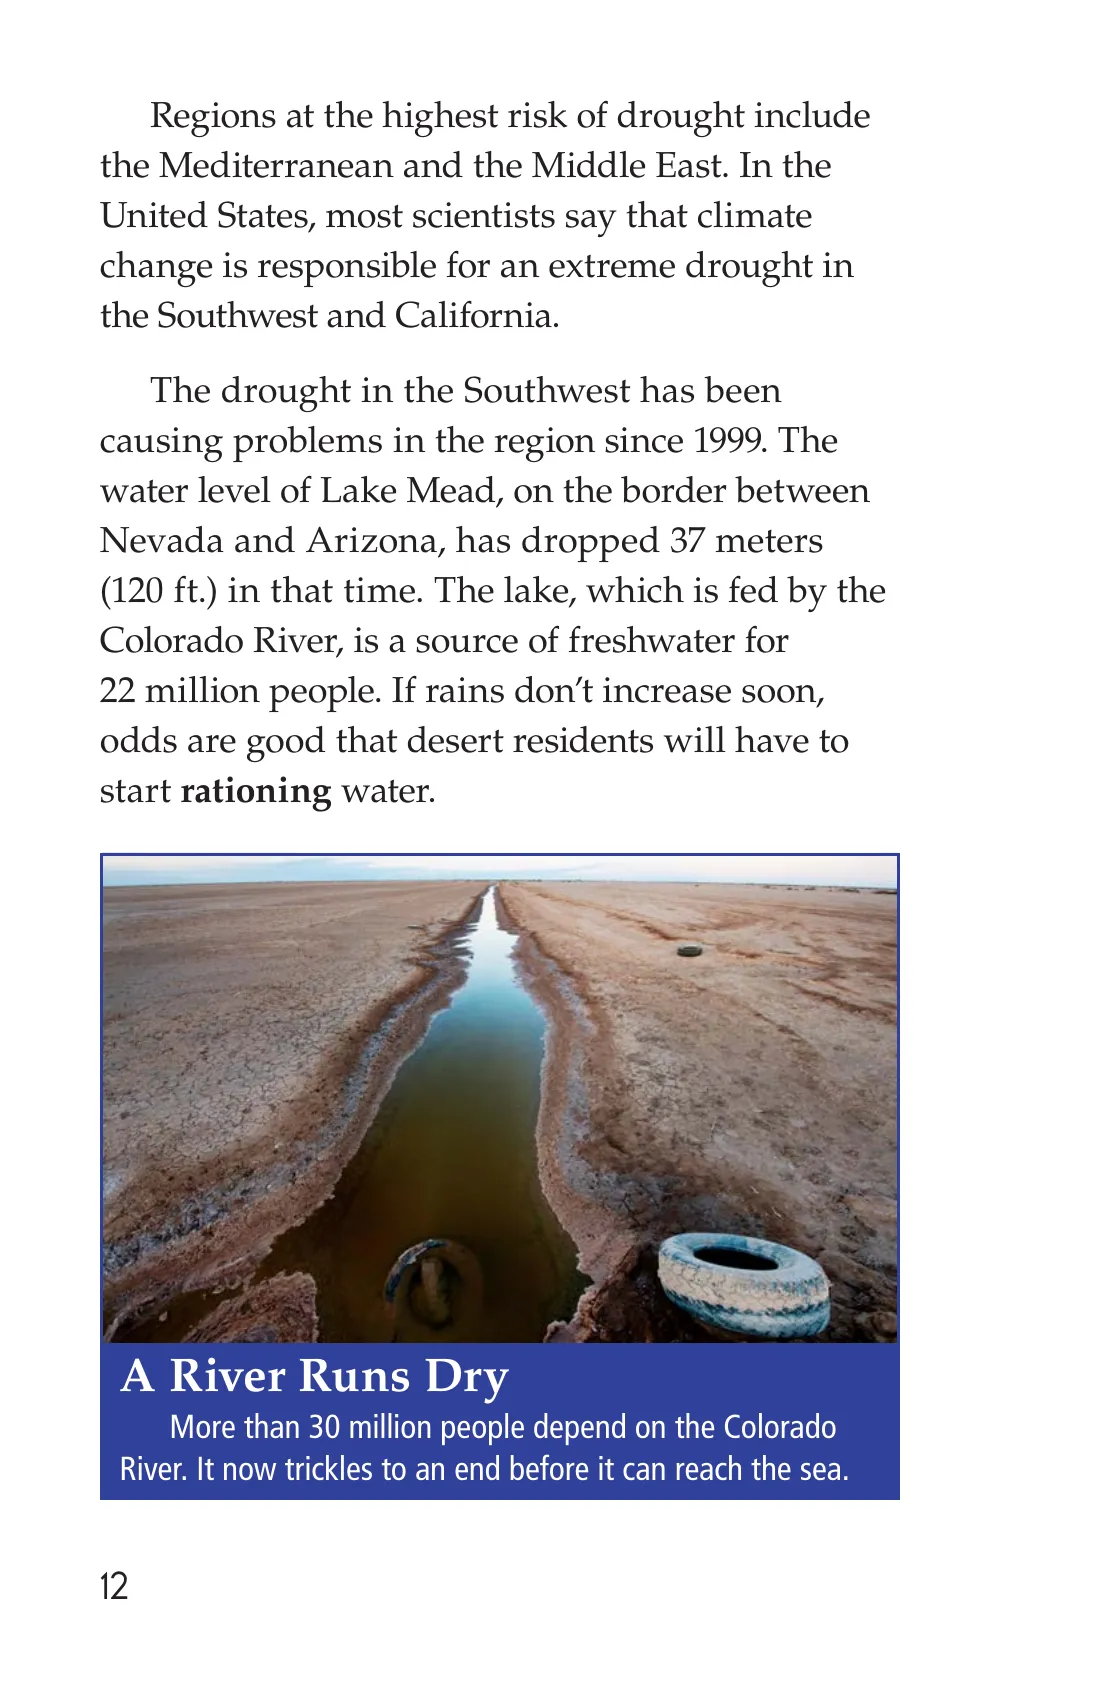 Regions at the highest risk of drought include
the Mediterranean and the Middle East. In the
United States, most scientists say that climate
change is responsible for an extreme drought in
the Southwest and California.
The drought in the Southwest has been
causing problems in the region since 1999. The
water level of Lake Mead, on the border between
Nevada and Arizona, has dropped 37 meters
(120 ft.) in that time. The lake, which is fed by the
Colorado River, is a source of freshwater for
22 million people. If rains don’t increase soon,
odds are good that desert residents will have to
start rationing water.
A River Runs Dry
More than 30 million people depend on the Colorado
River. It now trickles to an end before it can reach the sea.
12